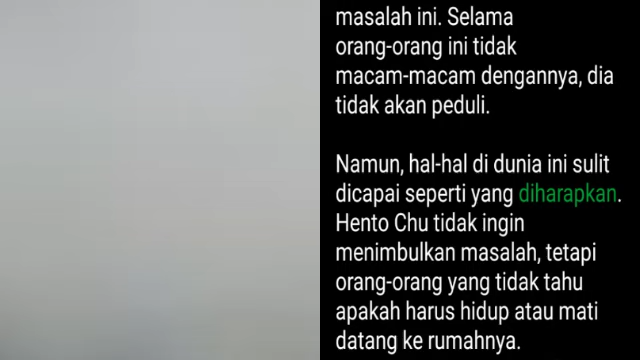 masalah ini. Selama
orang-orang ini tidak
macam-macam dengannya, dia
tidak akan peduli.
Namun, hal-hal di dunia ini sulit
dicapai seperti yang diharapkan.
Hento Chu tidak ingin
menimbulkan masalah, tetapi
orang-orang yang tidak tahu
apakah harus hidup atau mati
datang ke rumahnya.